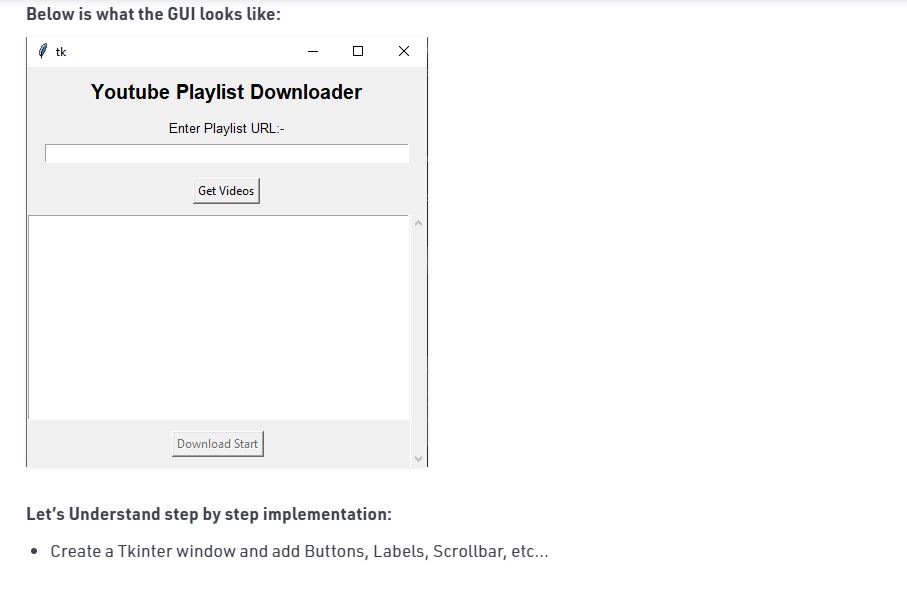 Below is what the GUI looks like:
tk
Youtube Playlist Downloader
Enter Playlist URL:-
Get Videos
Download Start
Let’s Understand step by step implementation:
Create a Tkinter window and add Buttons, Labels, Scrollbar, etc…